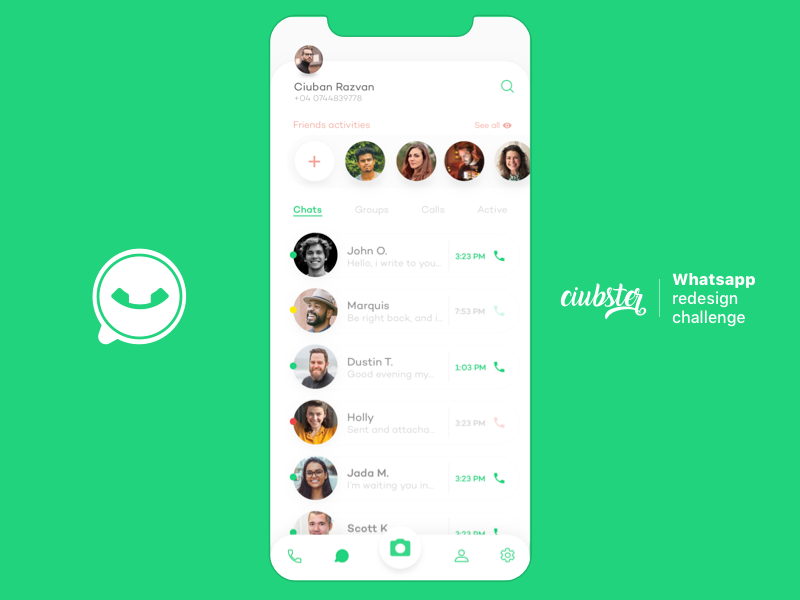 Ciuban Razvan
+04 0744839778
Friends activities
See all
Chats
Groups
Calls
Active
John O.
Hello, i write to you...
3:23 PM
Marquis
Be right back, and i...
7:53 PM
Dustin T.
Good evening my...
1:03 PM
Holly
Sent and attacha...
3:23 PM
Jada M.
I'm waiting you in...
3:23 PM
Scott K
3:23 PM
ciubster
Whatsapp
redesign
challenge